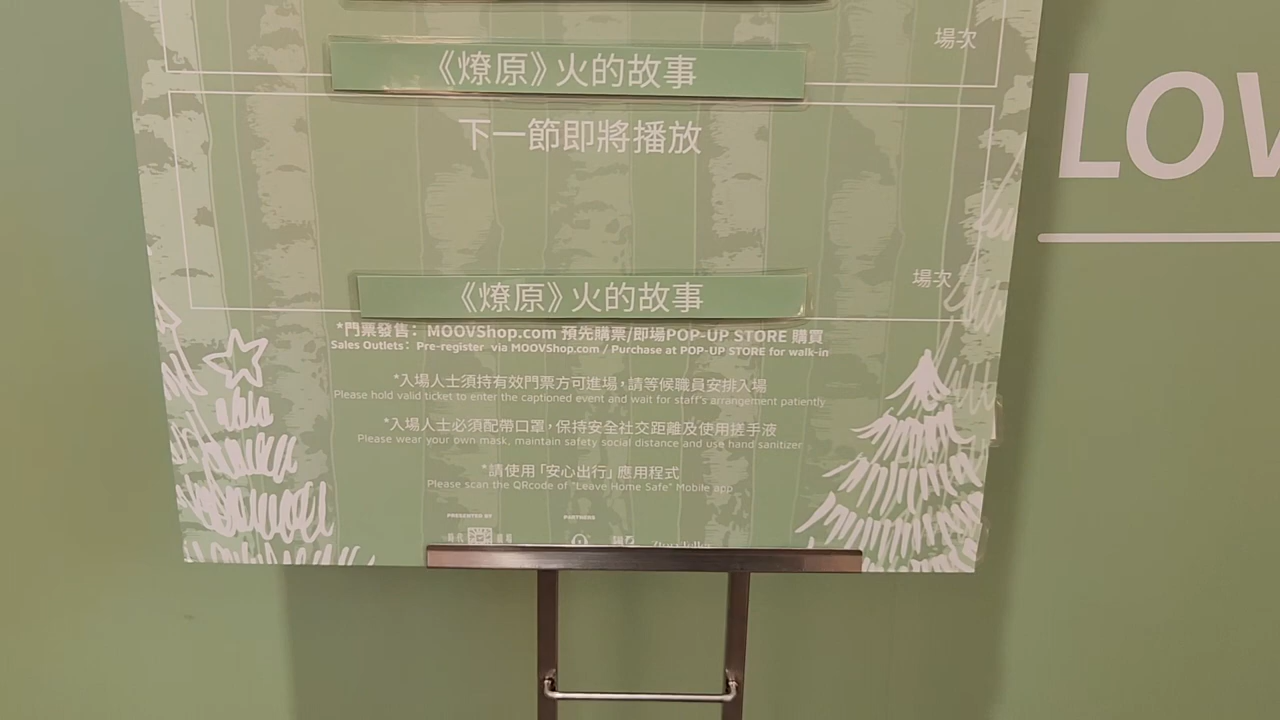 場次
《燎原》火的故事
下一節即將播放
場次
《燎原》火的故事
*門票發售： MOOVShop.com 預先購票/即場POP-UP STORE 購買
Sales Outlets： Pre-register via MOOVShop.com / Purchase at POP-UP STORE for walk-in
*入場人士須持有效門票方可進場，請等候職員安排入場
Please hold valid ticket to enter the captioned event and wait for staff's arrangement patiently
*入場人士必須配帶口罩，保持安全社交距離及使用搓手液
Please wear your own mask, maintain safety social distance and use hand sanitizer
*請使用「安心出行」應用程式
Please scan the QRcode of "Leave Home Safe" Mobile app
PRESENTED BY
PARTNERS
時代廣場
LOV